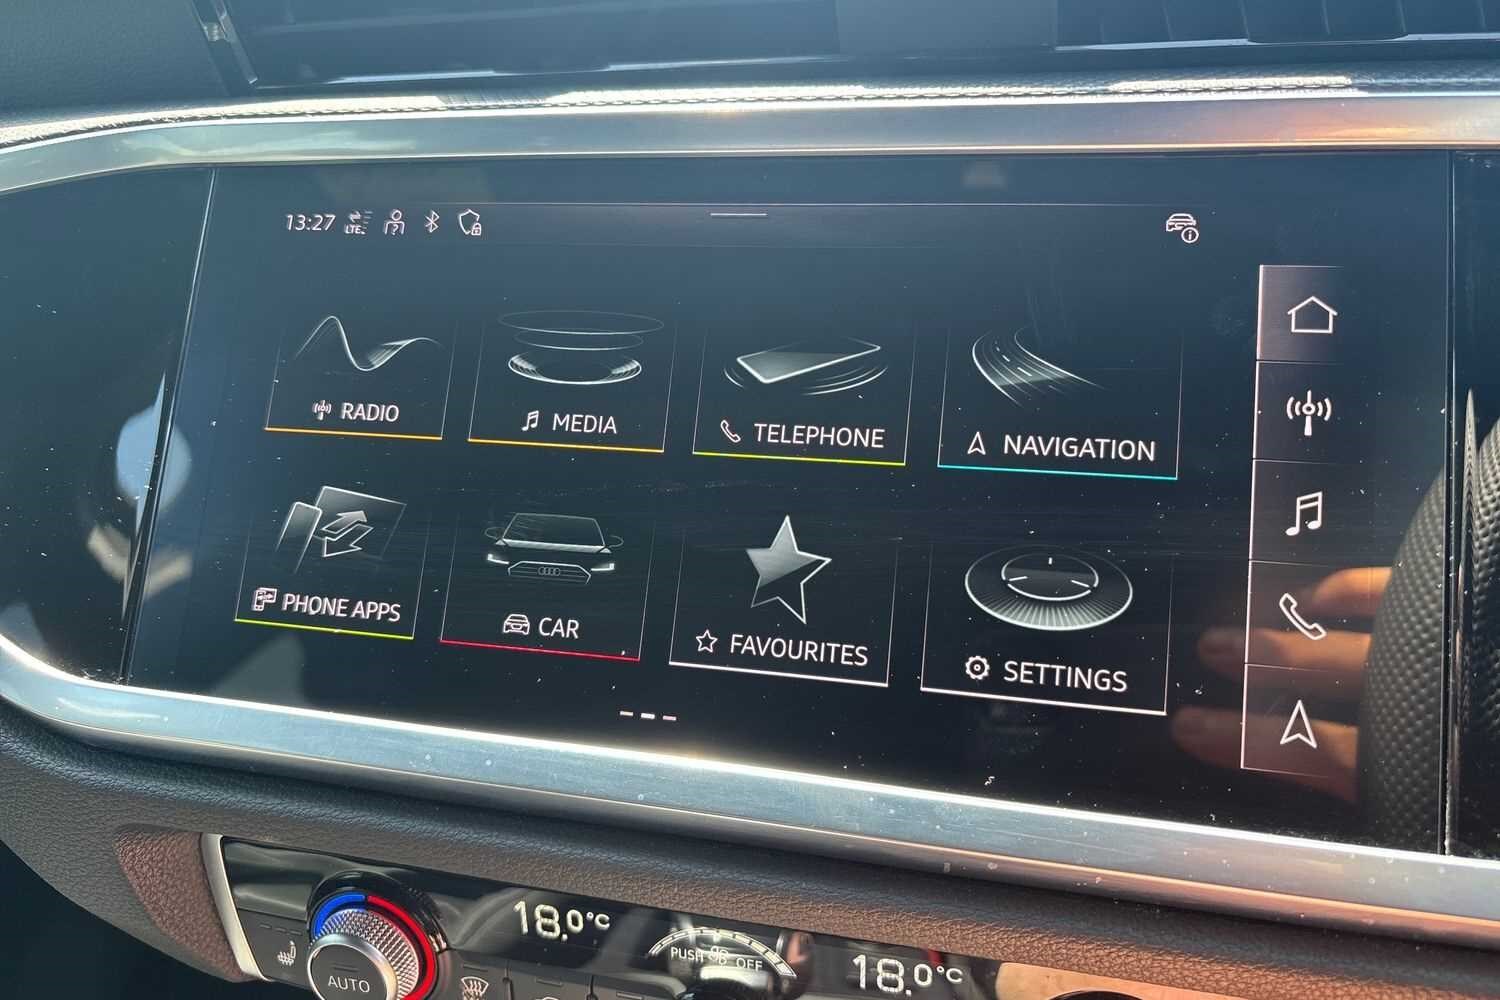 13:27 LTE
RADIO
MEDIA
TELEPHONE
NAVIGATION
PHONE APPS
CAR
FAVOURITES
SETTINGS
18.0°C
PUSH OFF
18.0°C
AUTO